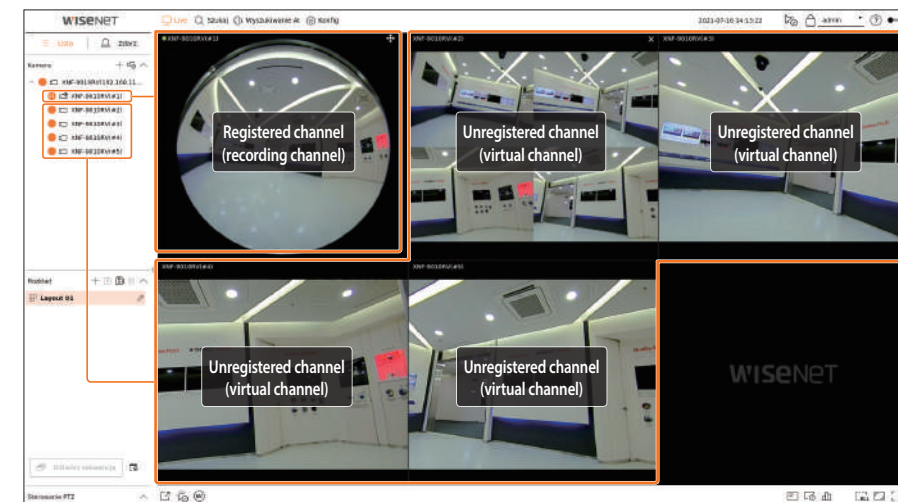 WISENET
Live Szukaj Wyszukiwanie AI Konfig
2021-07-16 14:13:22 admin
Lista Zdarz.
Kamera
XNF-9010RV(192.168.11...
XNF-9010RV(#1)
XNF-9010RV(#2)
XNF-9010RV(#3)
XNF-9010RV(#4)
XNF-9010RV(#5)
XNF-9010RV(#1)
Registered channel
(recording channel)
XNF-9010RV(#2)
Unregistered channel
(virtual channel)
XNF-9010RV(#3)
Unregistered channel
(virtual channel)
Layout 01
XNF-9010RV(#4)
Unregistered channel
(virtual channel)
XNF-9010RV(#5)
Unregistered channel
(virtual channel)
WISENET
Sterowanie PTZ